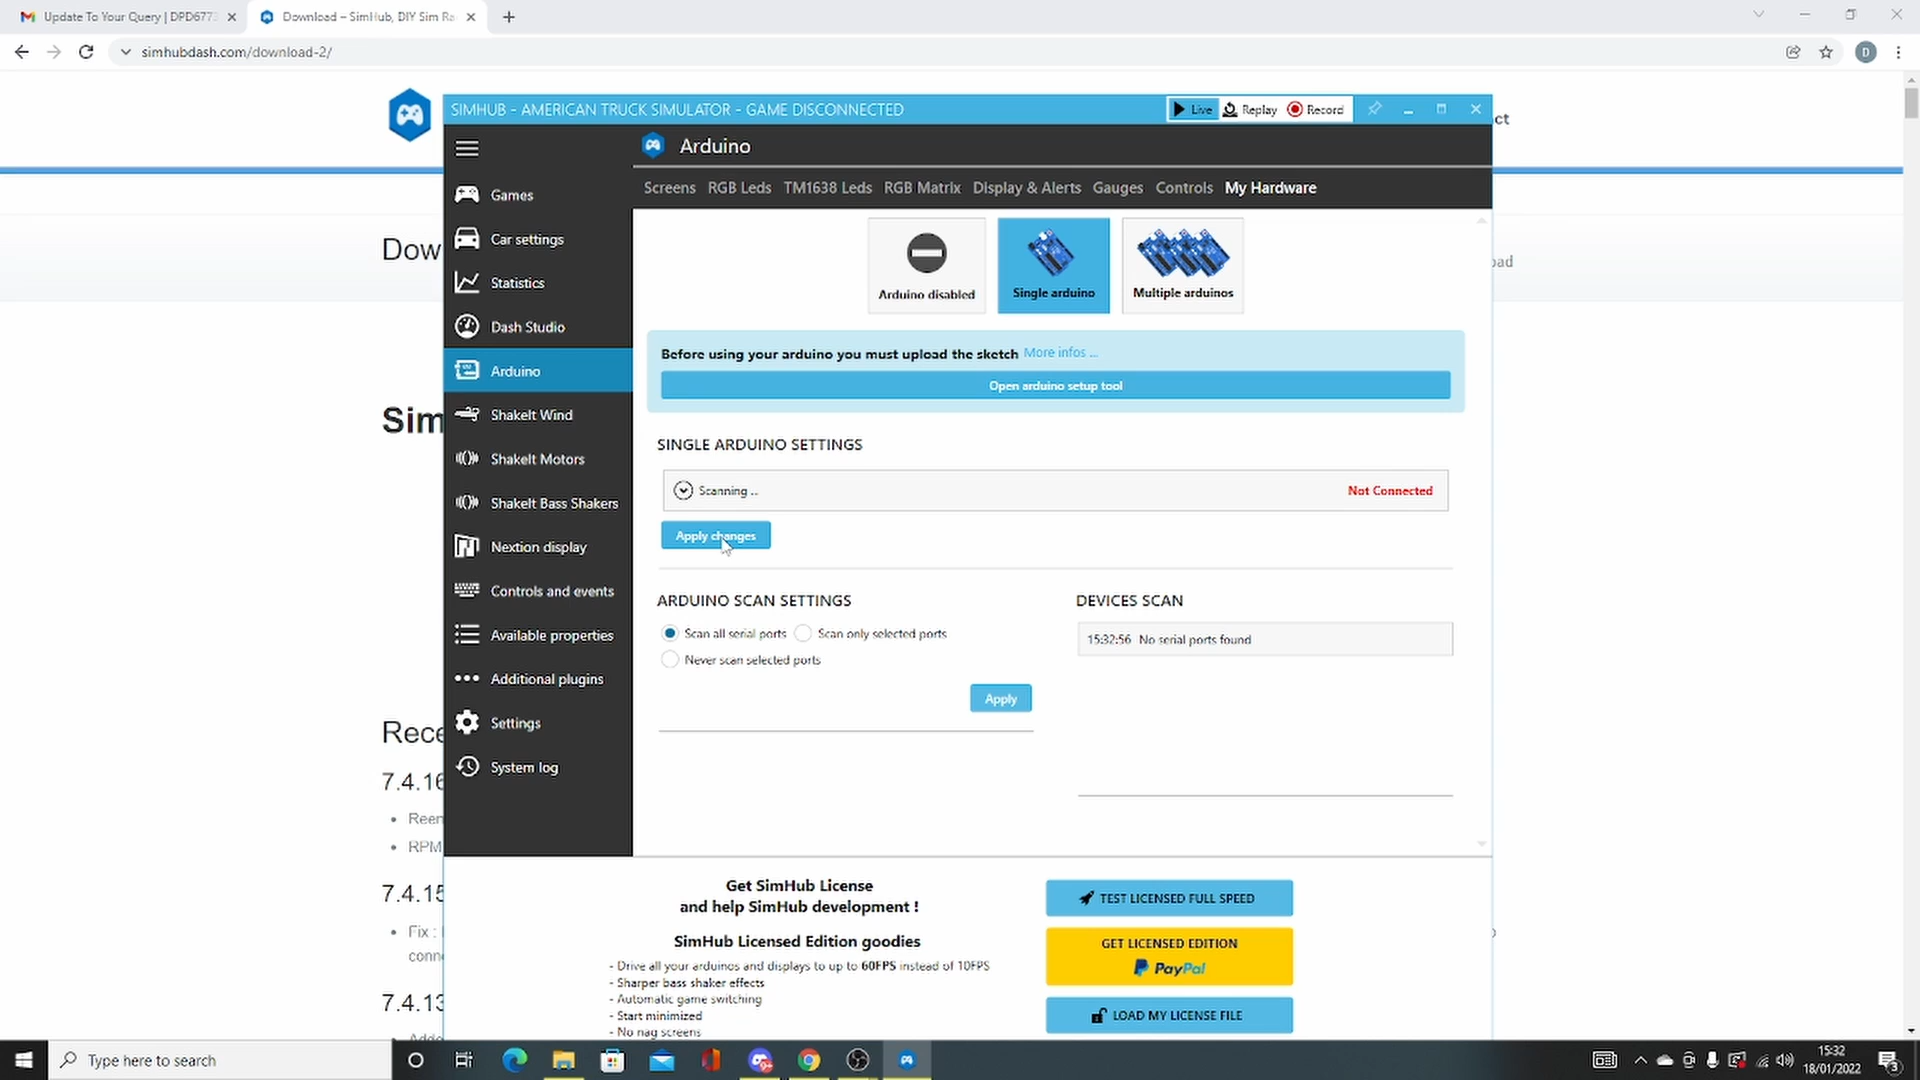 Update To Your Query | DPD677
Download – SimHub, DIY Sim Ra
simhubdash.com/download-2/
D
SIMHUB - AMERICAN TRUCK SIMULATOR - GAME DISCONNECTED
Live
Replay
Record
ct
Arduino
Screens
RGB Leds
TM1638 Leds
RGB Matrix
Display & Alerts
Gauges
Controls
My Hardware
Games
Car settings
Statistics
Dash Studio
Arduino
ShakeIt Wind
ShakeIt Motors
ShakeIt Bass Shakers
Nextion display
Controls and events
Available properties
Additional plugins
Settings
System log
Arduino disabled
Single arduino
Multiple arduinos
Before using your arduino you must upload the sketch More infos ...
Open arduino setup tool
SINGLE ARDUINO SETTINGS
Scanning ..
Not Connected
Apply changes
ARDUINO SCAN SETTINGS
Scan all serial ports
Scan only selected ports
Never scan selected ports
Apply
DEVICES SCAN
15:32:56 No serial ports found
Dow
oad
Sim
Rece
7.4.16
Reen
RPM
7.4.15
Fix :
conn
7.4.13
Adde
Get SimHub License
and help SimHub development !
SimHub Licensed Edition goodies
- Drive all your arduinos and displays to up to 60FPS instead of 10FPS
- Sharper bass shaker effects
- Automatic game switching
- Start minimized
- No nag screens
TEST LICENSED FULL SPEED
GET LICENSED EDITION
PayPal
LOAD MY LICENSE FILE
Type here to search
15:32
18/01/2022
3